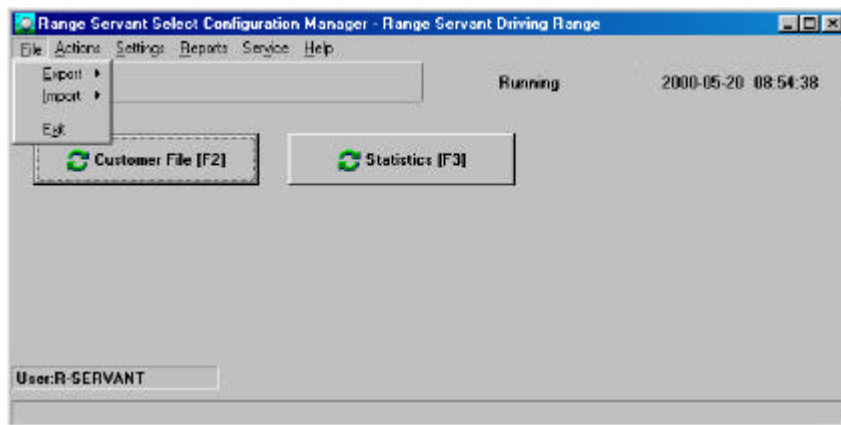 Range Servant Select Configuration Manager - Range Servant Driving Range
File Actions Settings Reports Service Help
Export
Import
Exit
Running 2000-05-20 08:54:38
Customer File [F2] Statistics [F3]
User:R-SERVANT